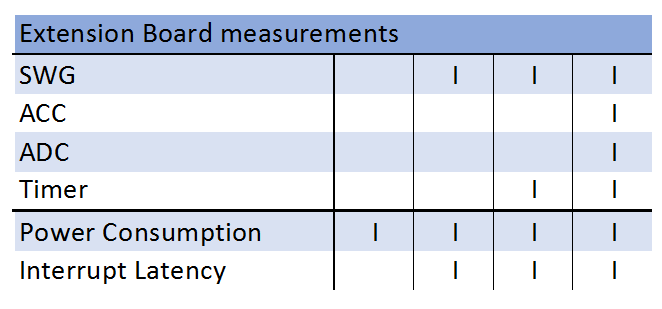 Extension Board measurements
SWG I I I
ACC I
ADC I
Timer I I
Power Consumption I I I I
Interrupt Latency I I I